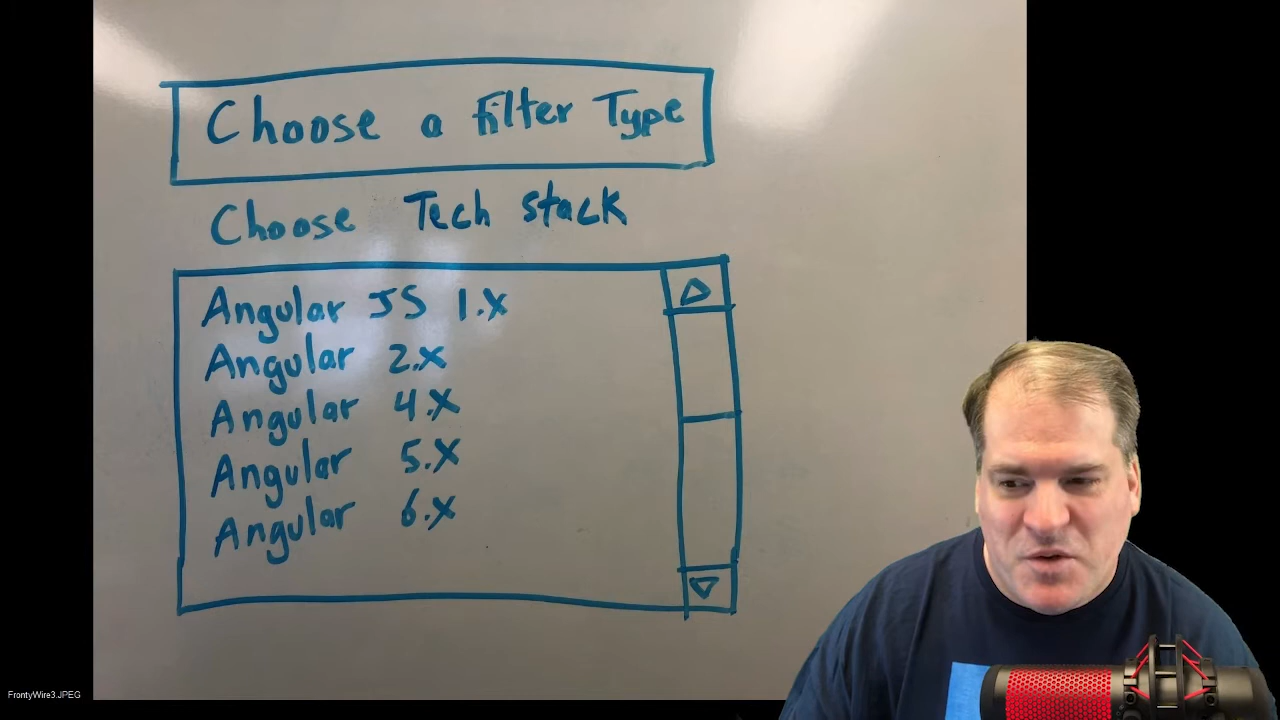 Choose a filter Type
Choose Tech stack
Angular JS 1.x
Angular 2.x
Angular 4.x
Angular 5.x
Angular 6.x
FrontyWire3.JPEG